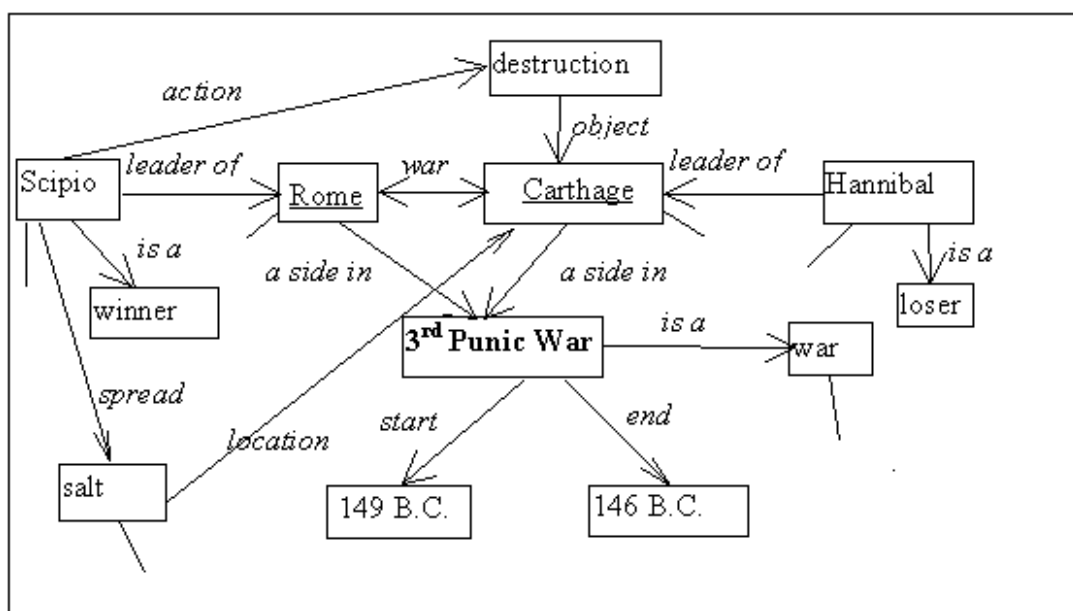 destruction
action
object
Scipio
leader of
Rome
war
Carthage
leader of
Hannibal
is a
winner
a side in
a side in
is a
loser
3rd Punic War
is a
war
spread
location
start
end
salt
149 B.C.
146 B.C.